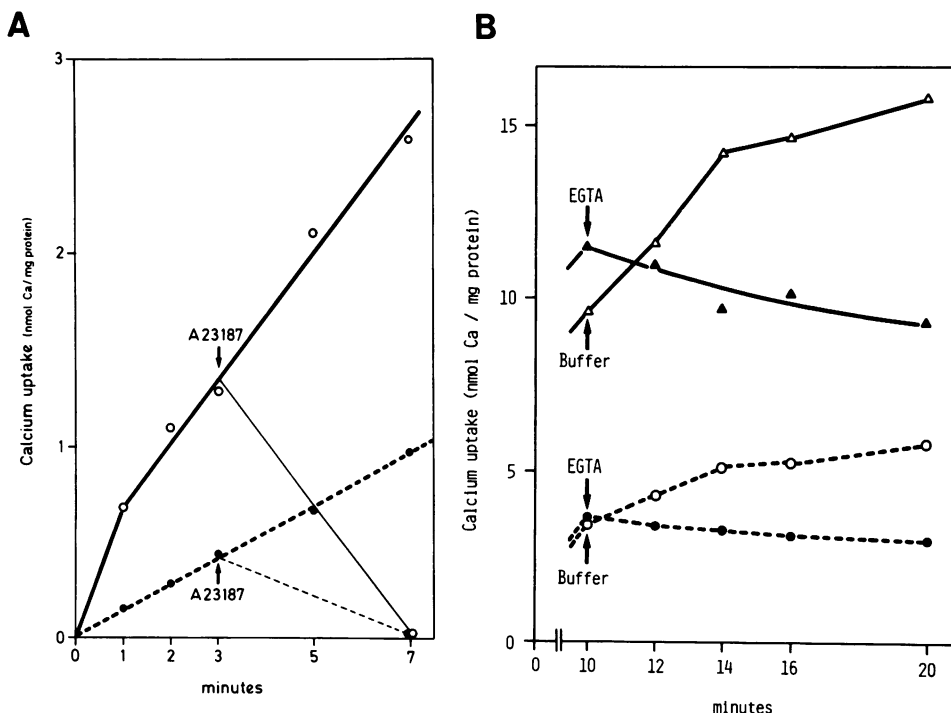 A
Calcium uptake (nmol Ca/mg protein)
3
2
1
0
A23187
A23187
0 1 2 3 5 7
minutes
B
Calcium uptake (nmol Ca / mg protein)
15
10
5
0
EGTA
Buffer
EGTA
Buffer
0 10 12 14 16 20
minutes